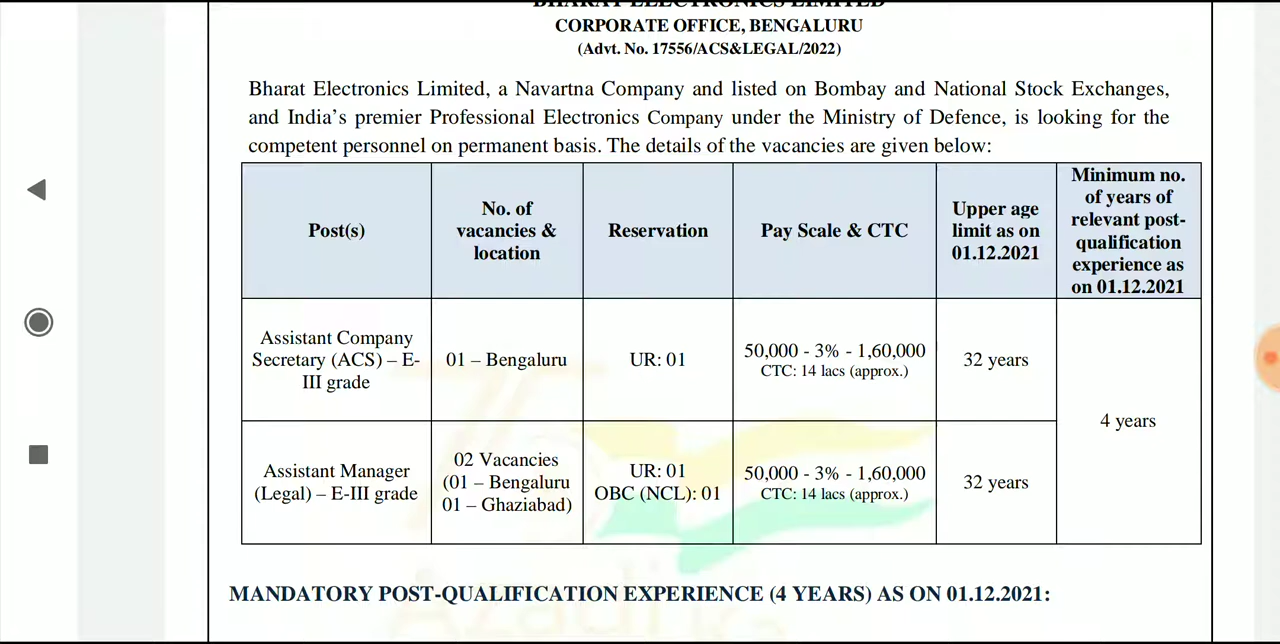 BHARAT ELECTRONICS LIMITED
CORPORATE OFFICE, BENGALURU
(Advt. No. 17556/ACS&LEGAL/2022)
Bharat Electronics Limited, a Navartna Company and listed on Bombay and National Stock Exchanges,
and India’s premier Professional Electronics Company under the Ministry of Defence, is looking for the
competent personnel on permanent basis. The details of the vacancies are given below:
Post(s)
No. of
vacancies &
location
Reservation
Pay Scale & CTC
Upper age
limit as on
01.12.2021
Minimum no.
of years of
relevant post-
qualification
experience as
on 01.12.2021
Assistant Company
Secretary (ACS) – E-
III grade
01 – Bengaluru
UR: 01
50,000 - 3% - 1,60,000
CTC: 14 lacs (approx.)
32 years
4 years
Assistant Manager
(Legal) – E-III grade
02 Vacancies
(01 – Bengaluru
01 – Ghaziabad)
UR: 01
OBC (NCL): 01
50,000 - 3% - 1,60,000
CTC: 14 lacs (approx.)
32 years
Azadi Ka
MANDATORY POST-QUALIFICATION EXPERIENCE (4 YEARS) AS ON 01.12.2021: